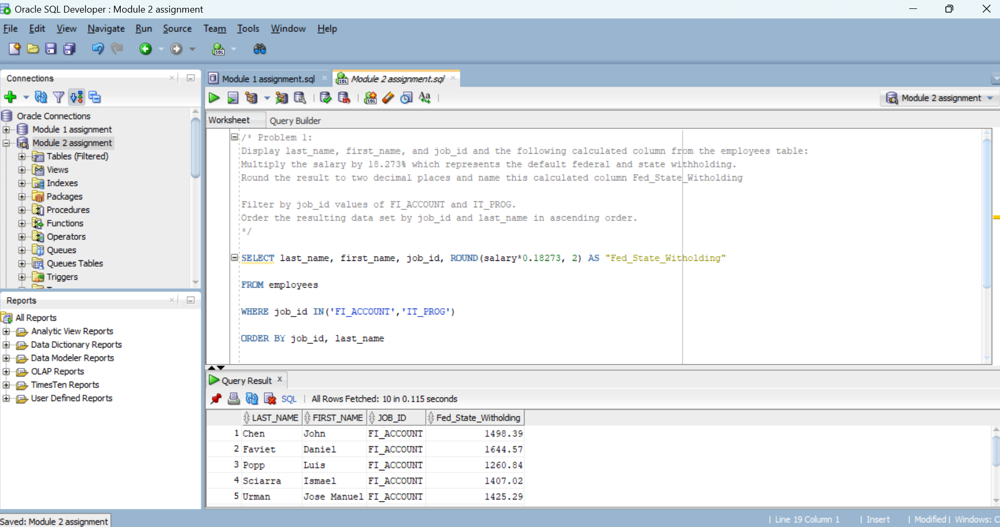 Oracle SQL Developer : Module 2 assignment
File Edit View Navigate Run Source Team Tools Window Help
Connections
Oracle Connections
Module 1 assignment
Module 2 assignment
Tables (Filtered)
Views
Indexes
Packages
Procedures
Functions
Operators
Queues
Queues Tables
Triggers
Reports
All Reports
Analytic View Reports
Data Dictionary Reports
Data Modeler Reports
OLAP Reports
TimesTen Reports
User Defined Reports
Module 1 assignment.sql
Module 2 assignment.sql
Module 2 assignment
Worksheet Query Builder
/* Problem 1:
Display last_name, first_name, and job_id and the following calculated column from the employees table:
Multiply the salary by 18.273% which represents the default federal and state withholding.
Round the result to two decimal places and name this calculated column Fed_State_Witholding
Filter by job_id values of FI_ACCOUNT and IT_PROG.
Order the resulting data set by job_id and last_name in ascending order.
*/
SELECT last_name, first_name, job_id, ROUND(salary*0.18273, 2) AS "Fed_State_Witholding"
FROM employees
WHERE job_id IN('FI_ACCOUNT','IT_PROG')
ORDER BY job_id, last_name
Query Result
SQL | All Rows Fetched: 10 in 0.115 seconds
LAST_NAME FIRST_NAME JOB_ID Fed_State_Witholding
1 Chen John FI_ACCOUNT 1498.39
2 Faviet Daniel FI_ACCOUNT 1644.57
3 Popp Luis FI_ACCOUNT 1260.84
4 Sciarra Ismael FI_ACCOUNT 1407.02
5 Urman Jose Manuel FI_ACCOUNT 1425.29
Saved: Module 2 assignment
| Line 19 Column 1 | Insert | Modified | Windows: C